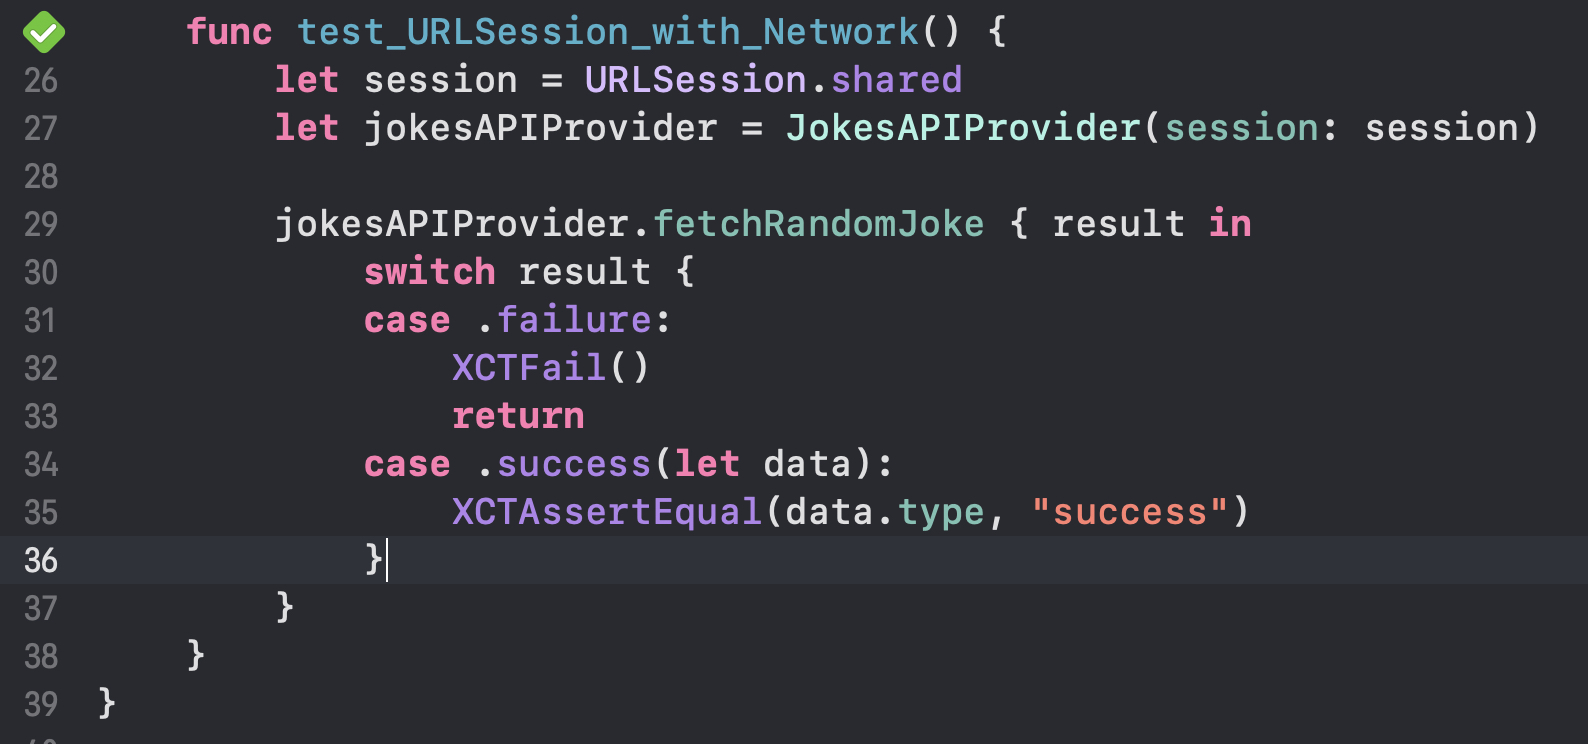 func test_URLSession_with_Network() {
26 let session = URLSession.shared
27 let jokesAPIProvider = JokesAPIProvider(session: session)
28
29 jokesAPIProvider.fetchRandomJoke { result in
30 switch result {
31 case .failure:
32 XCTFail()
33 return
34 case .success(let data):
35 XCTAssertEqual(data.type, "success")
36 }
37 }
38 }
39 }